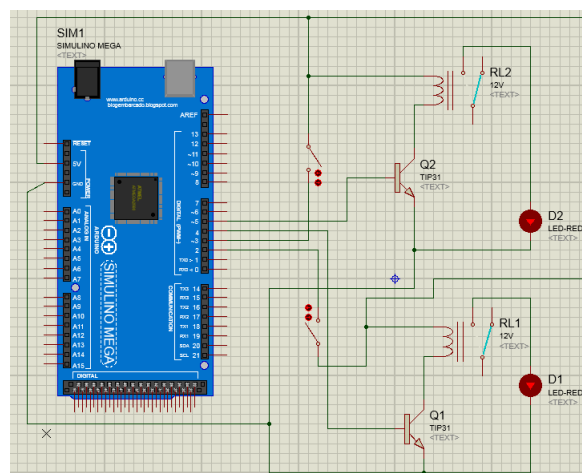 SIM1
SIMULINO MEGA
<TEXT>
www.arduino.cc
blogembarcado.blogspot.com
AREF
13
12
~11
~10
~9
8
7
~6
~5
4
~3
2
TX0 > 1
RX0 < 0
DIGITAL (PWM~)
RESET
5V
GND
POWER
A0
A1
A2
A3
A4
A5
A6
A7
ANALOG IN
A8
A9
A10
A11
A12
A13
A14
A15
ARDUINO
SIMULINO MEGA
TX3 14
RX3 15
TX2 16
RX2 17
TX1 18
RX1 19
SDA 20
SCL 21
COMMUNICATION
DIGITAL
RL2
12V
<TEXT>
Q2
TIP31
<TEXT>
D2
LED-RED
<TEXT>
RL1
12V
<TEXT>
D1
LED-RED
<TEXT>
Q1
TIP31
<TEXT>